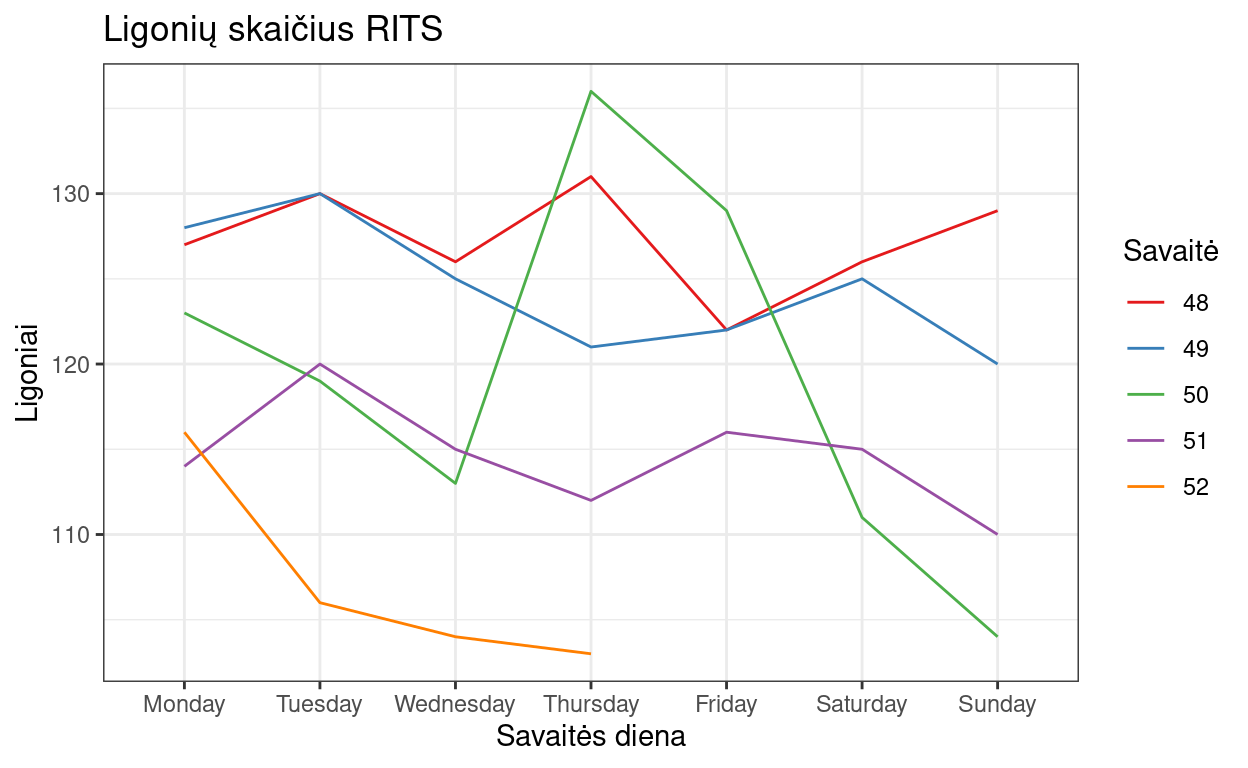 Ligonių skaičius RITS
Ligoniai
130
120
110
Monday Tuesday Wednesday Thursday Friday Saturday Sunday
Savaitės diena
Savaitė
48
49
50
51
52